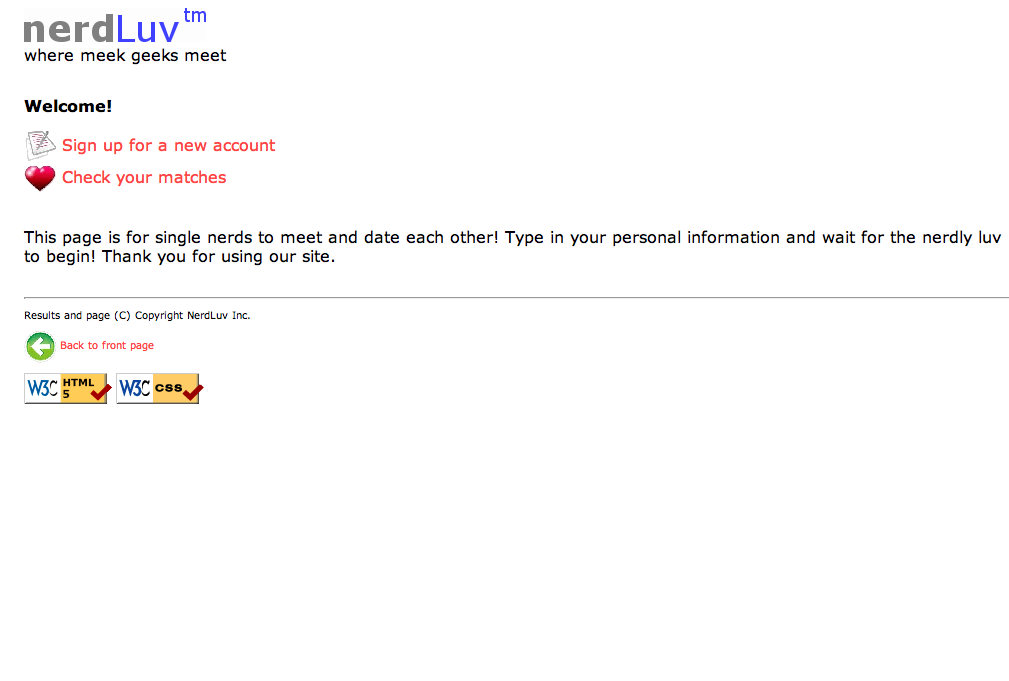 nerdLuv tm
where meek geeks meet
Welcome!
Sign up for a new account
Check your matches
This page is for single nerds to meet and date each other! Type in your personal information and wait for the nerdly luv
to begin! Thank you for using our site.
Results and page (C) Copyright NerdLuv Inc.
Back to front page
W3C HTML 5 W3C css